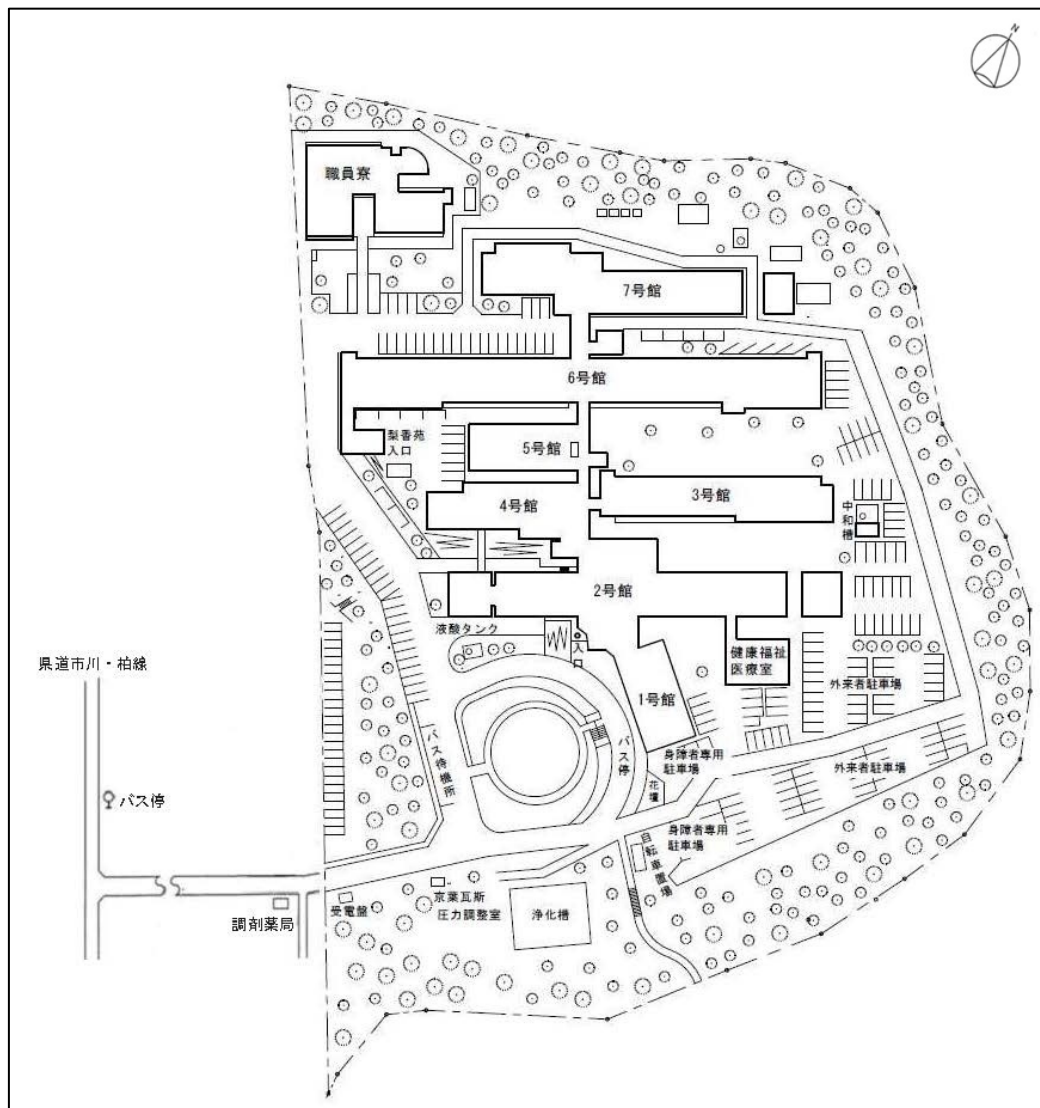 N
職員寮
7号館
6号館
梨香苑
入口
5号館
4号館
3号館
中和槽
2号館
液酸タンク
入口
健康福祉
医療室
県道市川・柏線
外来者駐車場
1号館
バス停
バス待機所
身障者専用
駐車場
外来者駐車場
花壇
バス停
身障者専用
駐車場
自転車置場
京葉瓦斯
圧力調整室
受電盤
浄化槽
調剤薬局